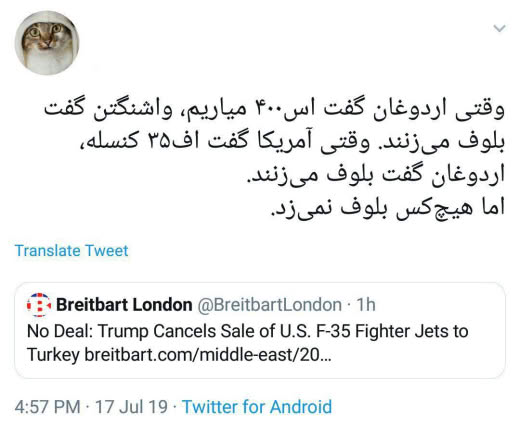 وقتی اردوغان گفت اس۴۰۰ میاریم، واشنگتن گفت
بلوف می‌زنند. وقتی آمریکا گفت اف۳۵ کنسله،
اردوغان گفت بلوف می‌زنند.
اما هیچ‌کس بلوف نمی‌زد.
Translate Tweet
Breitbart London @BreitbartLondon · 1h
No Deal: Trump Cancels Sale of U.S. F-35 Fighter Jets to
Turkey breitbart.com/middle-east/20...
4:57 PM · 17 Jul 19 · Twitter for Android